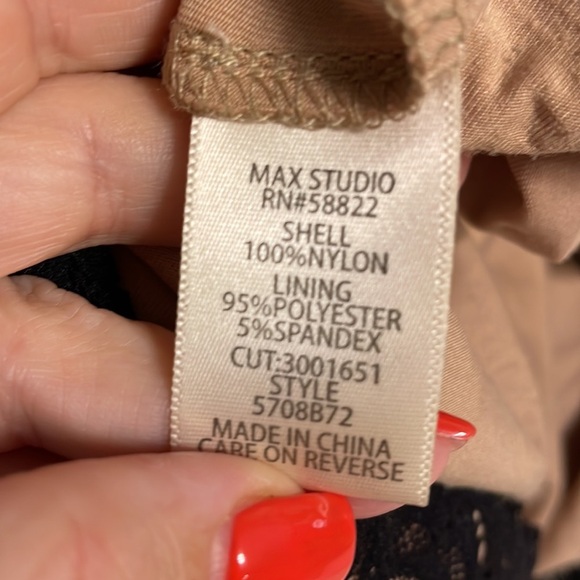 MAX STUDIO
RN#58822
SHELL
100%NYLON
LINING
95%POLYESTER
5%SPANDEX
CUT:3001651
STYLE
5708B72
MADE IN CHINA
CARE ON REVERSE